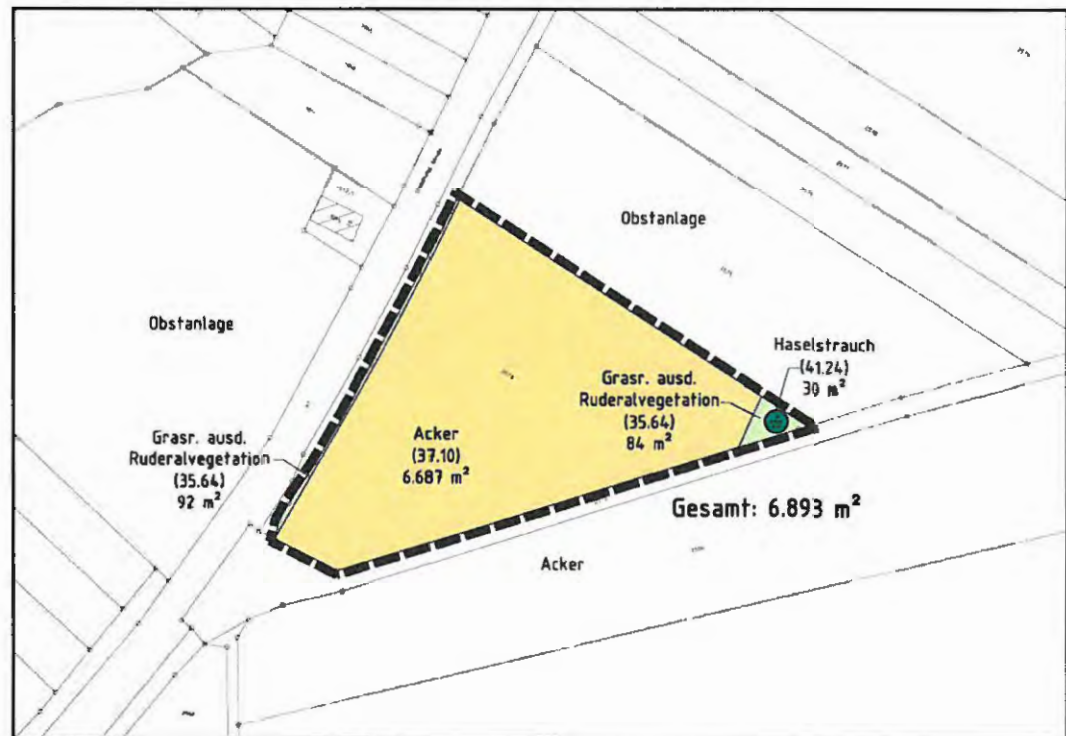 Obstanlage
Obstanlage
Haselstrauch
(41.24)
30 m²
Grasr. ausd.
Ruderalvegetation
(35.64)
84 m²
Acker
(37.10)
6.687 m²
Grasr. ausd.
Ruderalvegetation
(35.64)
92 m²
Gesamt: 6.893 m²
Acker